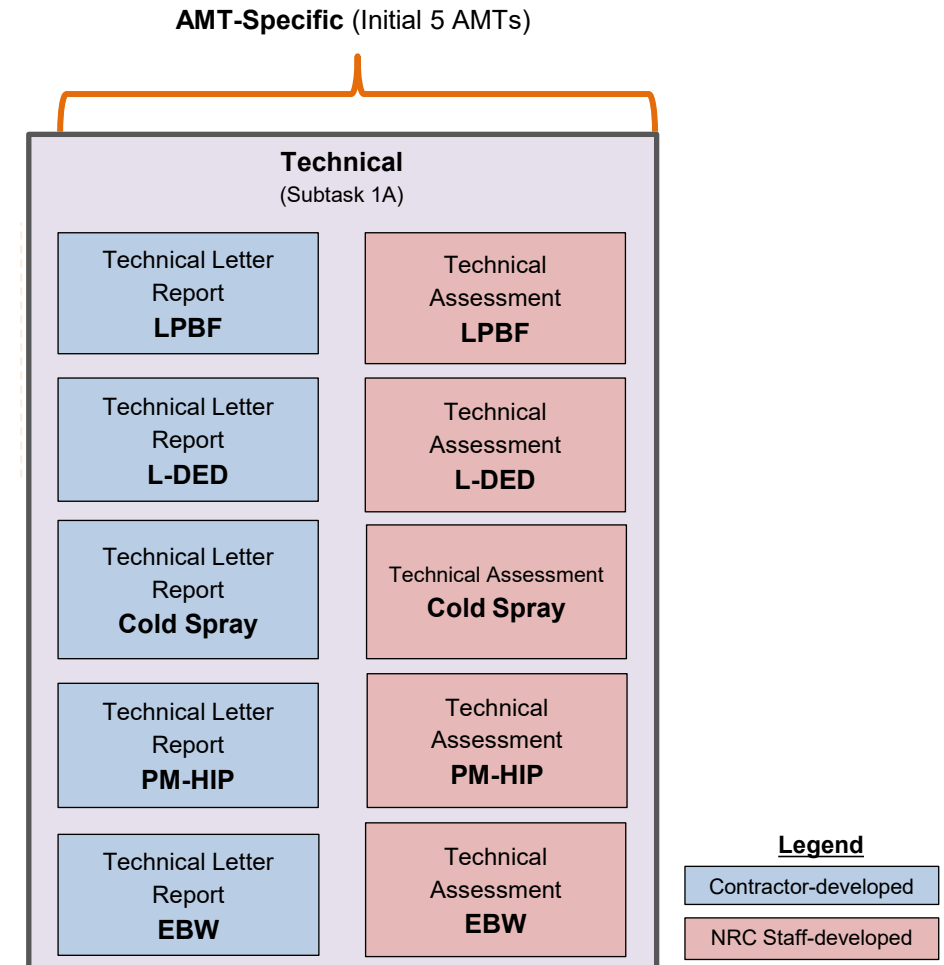 AMT-Specific (Initial 5 AMTs)
Technical
(Subtask 1A)
Technical Letter
Report
LPBF
Technical
Assessment
LPBF
Technical Letter
Report
L-DED
Technical
Assessment
L-DED
Technical Letter
Report
Cold Spray
Technical Assessment
Cold Spray
Technical Letter
Report
PM-HIP
Technical
Assessment
PM-HIP
Technical Letter
Report
EBW
Technical
Assessment
EBW
Legend
Contractor-developed
NRC Staff-developed